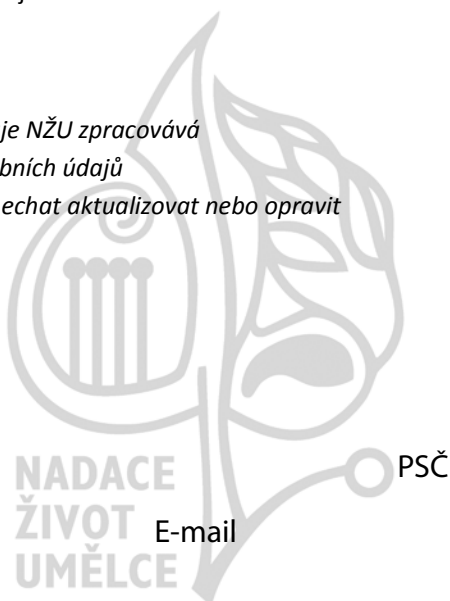 je NŽU zpracovává
bních údajů
echat aktualizovat nebo opravit
PSČ
NADACE
ŽIVOT
E-mail
UMĚLCE